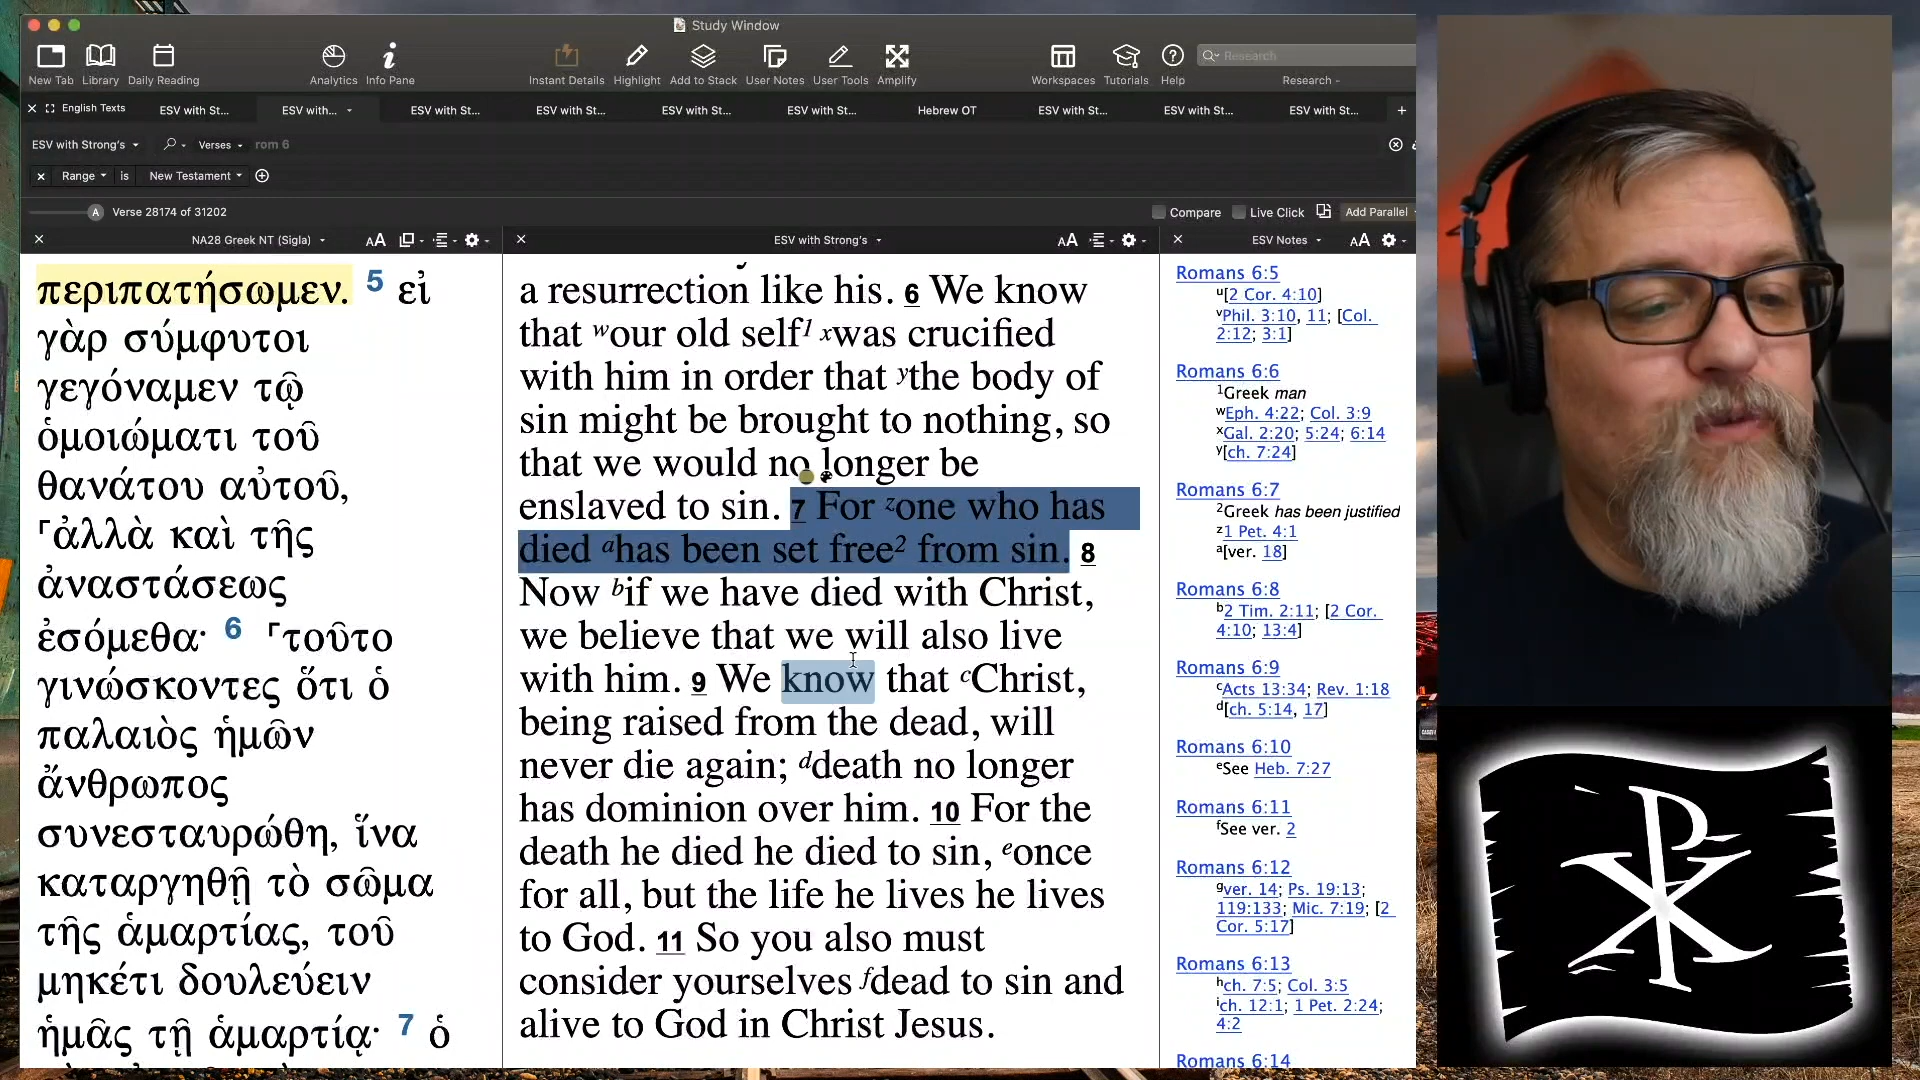 Study Window
New Tab Library Daily Reading Analytics Info Pane Instant Details Highlight Add to Stack User Notes User Tools Amplify Workspaces Tutorials Help Research
Research
English Texts ESV with St... ESV with... ESV with St... ESV with St... ESV with St... ESV with St... Hebrew OT ESV with St... ESV with St... ESV with St...
ESV with Strong's Verses rom 6
Range is New Testament
A Verse 28174 of 31202 Compare Live Click Add Parallel
NA28 Greek NT (Sigla)
περιπατήσωμεν. 5 εἰ
γὰρ σύμφυτοι
γεγόναμεν τῷ
ὁμοιώματι τοῦ
θανάτου αὐτοῦ,
⸀ἀλλὰ καὶ τῆς
ἀναστάσεως
ἐσόμεθα· 6 ⸀τοῦτο
γινώσκοντες ὅτι ὁ
παλαιὸς ἡμῶν
ἄνθρωπος
συνεσταυρώθη, ἵνα
καταργηθῇ τὸ σῶμα
τῆς ἁμαρτίας, τοῦ
μηκέτι δουλεύειν
ἡμᾶς τῇ ἁμαρτίᾳ· 7 ὁ
ESV with Strong's
a resurrection like his. 6 We know
that wour old self1 xwas crucified
with him in order that ythe body of
sin might be brought to nothing, so
that we would no longer be
enslaved to sin. 7 For zone who has
died ahas been set free2 from sin. 8
Now bif we have died with Christ,
we believe that we will also live
with him. 9 We know that cChrist,
being raised from the dead, will
never die again; ddeath no longer
has dominion over him. 10 For the
death he died he died to sin, eonce
for all, but the life he lives he lives
to God. 11 So you also must
consider yourselves fdead to sin and
alive to God in Christ Jesus.
ESV Notes
Romans 6:5
u[2 Cor. 4:10]
vPhil. 3:10, 11; [Col.
2:12; 3:1]
Romans 6:6
1Greek man
wEph. 4:22; Col. 3:9
xGal. 2:20; 5:24; 6:14
y[ch. 7:24]
Romans 6:7
2Greek has been justified
z1 Pet. 4:1
a[ver. 18]
Romans 6:8
b2 Tim. 2:11; [2 Cor.
4:10; 13:4]
Romans 6:9
cActs 13:34; Rev. 1:18
d[ch. 5:14, 17]
Romans 6:10
eSee Heb. 7:27
Romans 6:11
fSee ver. 2
Romans 6:12
gver. 14; Ps. 19:13;
119:133; Mic. 7:19; [2
Cor. 5:17]
Romans 6:13
hch. 7:5; Col. 3:5
ich. 12:1; 1 Pet. 2:24;
4:2
Romans 6:14